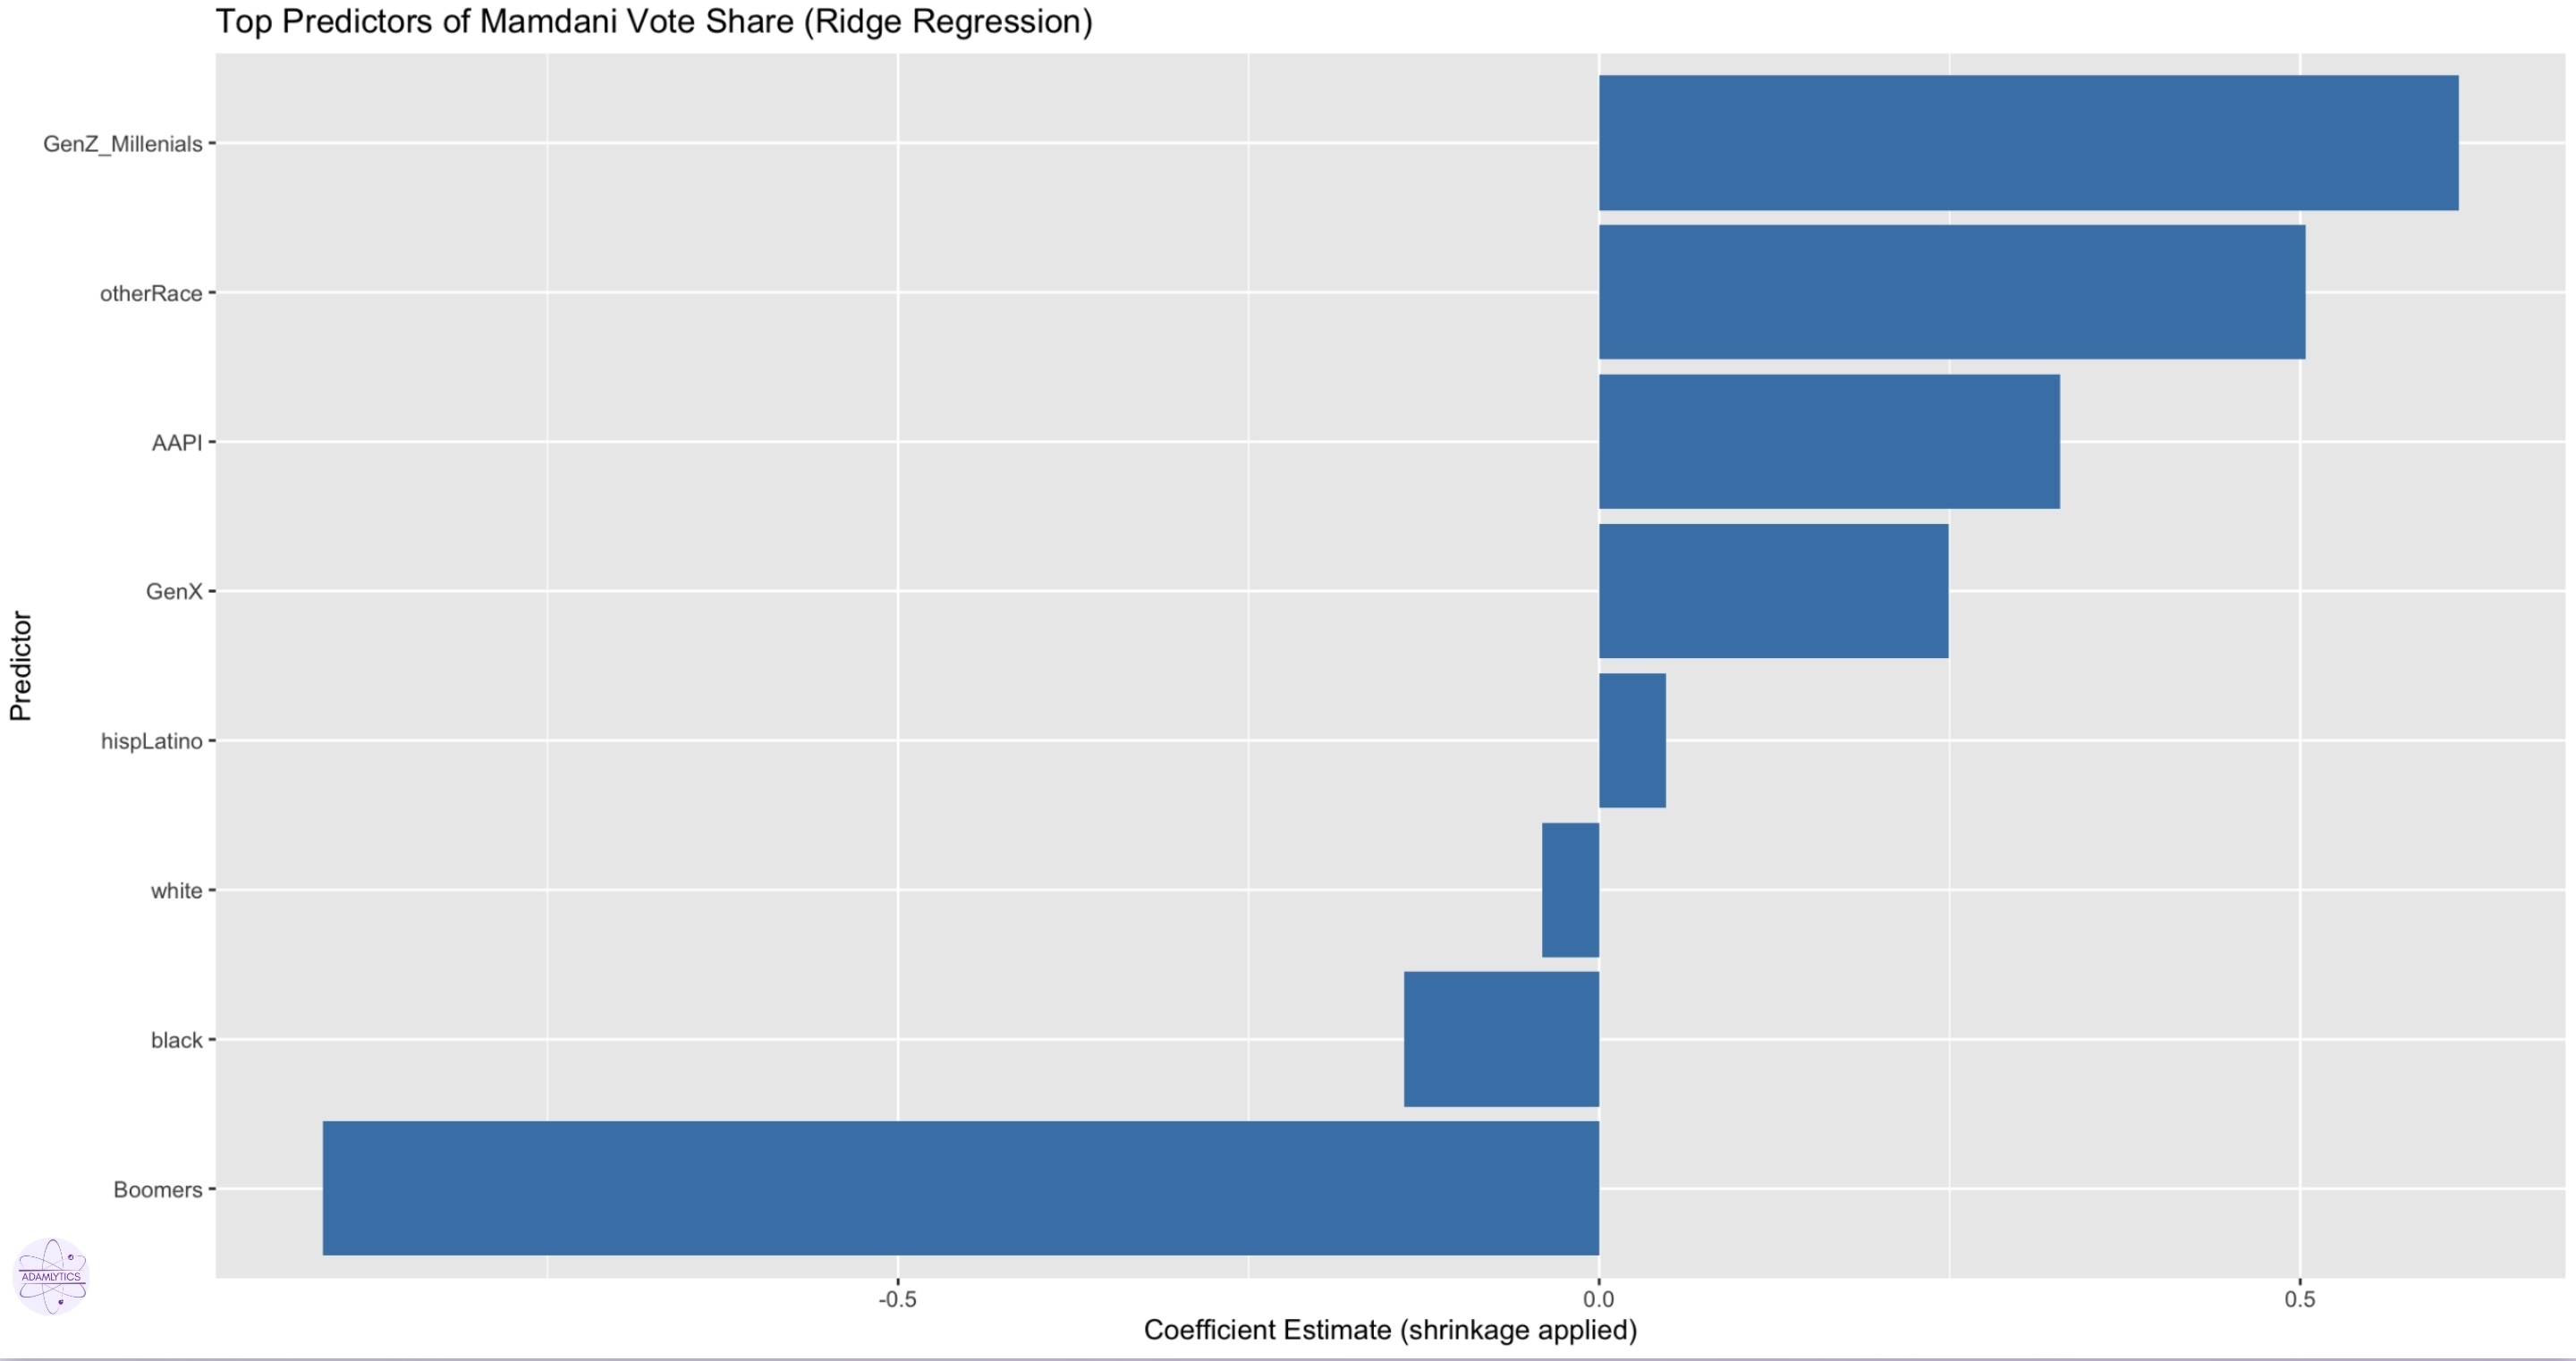 Top Predictors of Mamdani Vote Share (Ridge Regression)
Predictor
GenZ_Millenials
otherRace
AAPI
GenX
hispLatino
white
black
Boomers
-0.5
0.0
0.5
Coefficient Estimate (shrinkage applied)
ADAMLYTICS